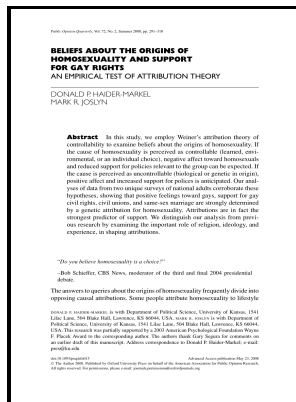 Public Opinion Quarterly, Vol. 72, No. 2, Summer 2008, pp. 291–310
BELIEFS ABOUT THE ORIGINS OF
HOMOSEXUALITY AND SUPPORT
FOR GAY RIGHTS
AN EMPIRICAL TEST OF ATTRIBUTION THEORY
DONALD P. HAIDER-MARKEL
MARK R. JOSLYN
Abstract In this study, we employ Weiner's attribution theory of
controllability to examine beliefs about the origins of homosexuality. If
the cause of homosexuality is perceived as controllable (learned, envi-
ronmental, or an individual choice), negative affect toward homosexuals
and reduced support for policies relevant to the group can be expected. If
the cause is perceived as uncontrollable (biological or genetic in origin),
positive affect and increased support for polices is anticipated. Our anal-
yses of data from two unique surveys of national adults corroborate these
hypotheses, showing that positive feelings toward gays, support for gay
civil rights, civil unions, and same-sex marriage are strongly determined
by a genetic attribution for homosexuality. Attributions are in fact the
strongest predictor of support. We distinguish our analysis from previ-
ous research by examining the important role of religion, ideology, and
experience, in shaping attributions.
"Do you believe homosexuality is a choice?"
–Bob Schieffer, CBS News, moderator of the third and final 2004 presidential
debate.
The answers to queries about the origins of homosexuality frequently divide into
opposing causal attributions. Some people attribute homosexuality to lifestyle
DONALD P. HAIDER-MARKEL is with Department of Political Science, University of Kansas, 1541
Lilac Lane, 504 Blake Hall, Lawrence, KS 66044, USA. MARK R. JOSLYN is with Department of
Political Science, University of Kansas, 1541 Lilac Lane, 504 Blake Hall, Lawrence, KS 66044,
USA. This research was partially supported by a 2003 American Psychological Foundation Wayne
F. Placek Award to the corresponding author. The authors thank Gary Segura for comments on
an earlier draft of this manuscript. Address correspondence to Donald P. Haider-Markel; e-mail:
prex@ku.edu
doi:10.1093/poq/nfn015 Advanced Access publication May 23, 2008
© The Author 2008. Published by Oxford University Press on behalf of the American Association for Public Opinion Research.
All rights reserved. For permissions, please e-mail: journals.permissions@oxfordjournals.org